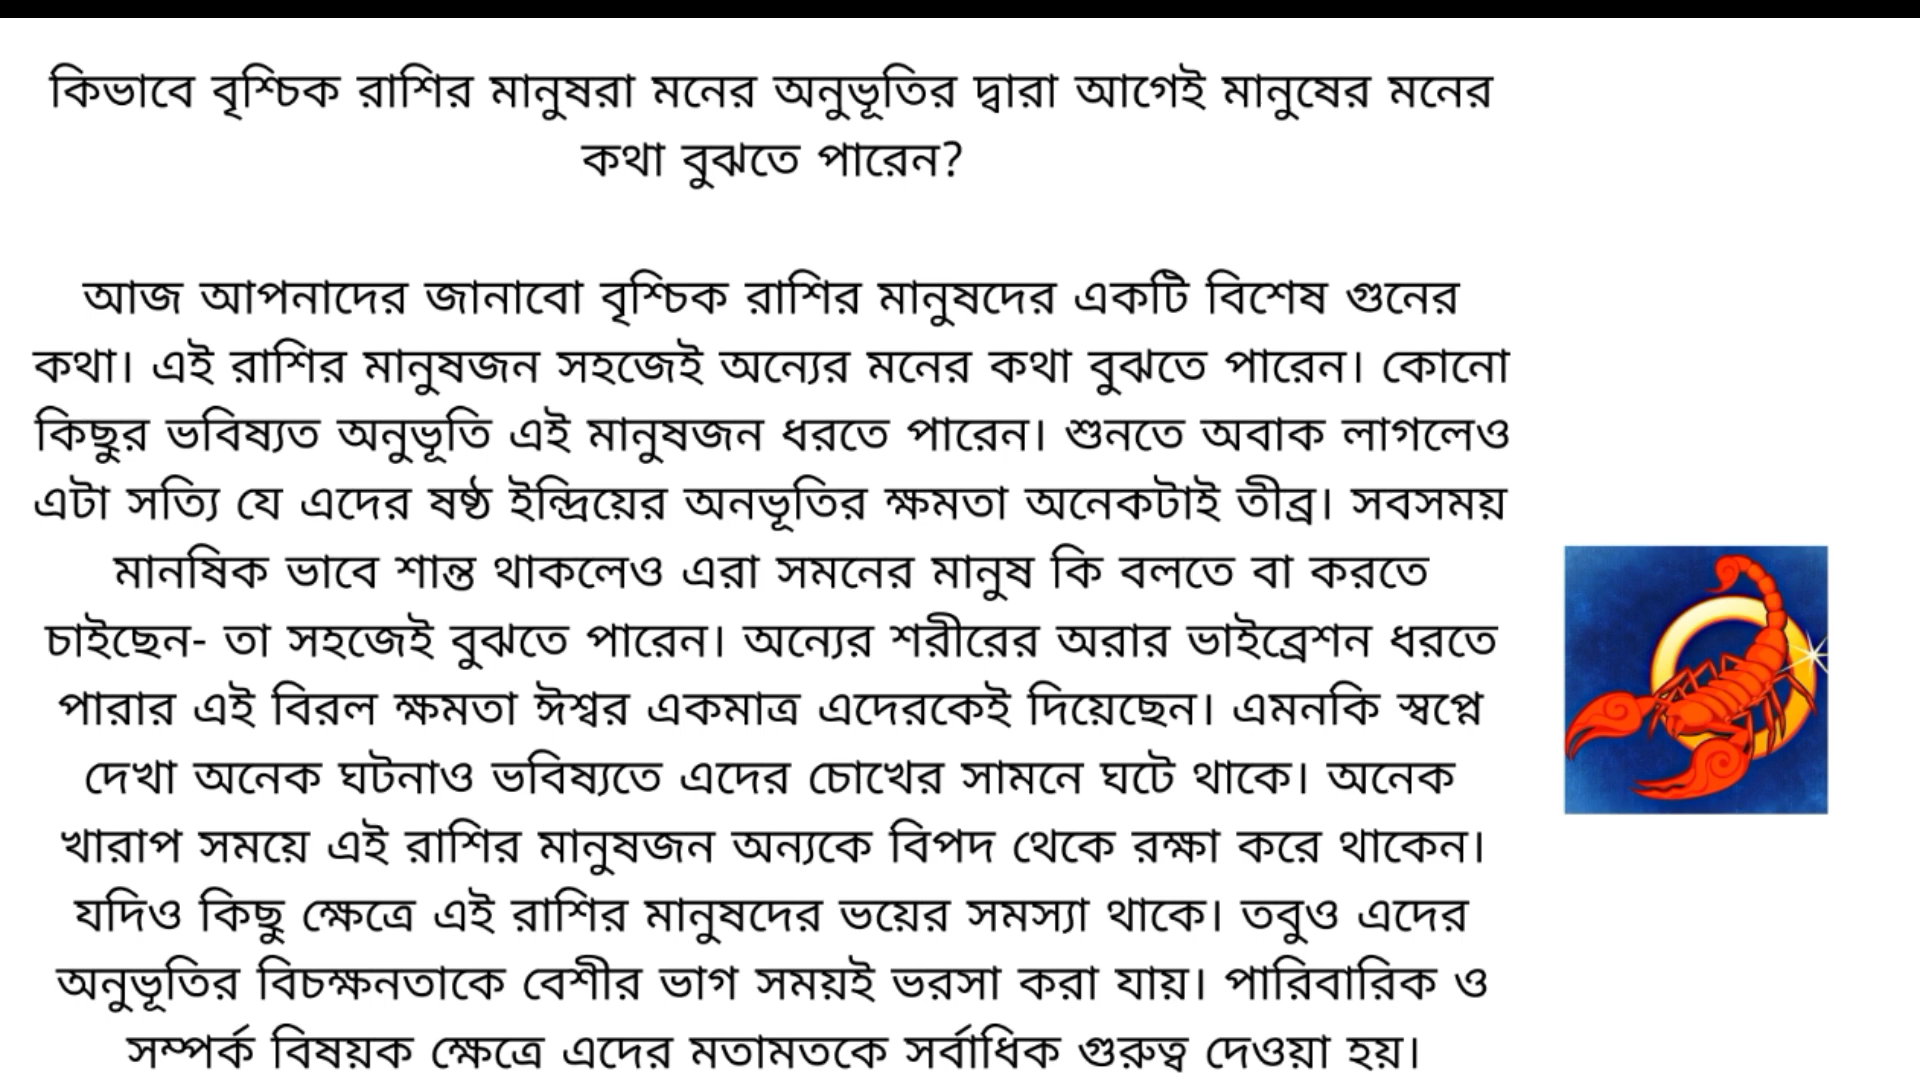 কিভাবে বৃশ্চিক রাশির মানুষরা মনের অনুভূতির দ্বারা আগেই মানুষের মনের
কথা বুঝতে পারেন?
আজ আপনাদের জানাবো বৃশ্চিক রাশির মানুষদের একটি বিশেষ গুনের
কথা। এই রাশির মানুষজন সহজেই অন্যের মনের কথা বুঝতে পারেন। কোনো
কিছুর ভবিষ্যত অনুভূতি এই মানুষজন ধরতে পারেন। শুনতে অবাক লাগলেও
এটা সত্যি যে এদের ষষ্ঠ ইন্দ্রিয়ের অনভূতির ক্ষমতা অনেকটাই তীব্র। সবসময়
মানষিক ভাবে শান্ত থাকলেও এরা সমনের মানুষ কি বলতে বা করতে
চাইছেন- তা সহজেই বুঝতে পারেন। অন্যের শরীরের অরার ভাইব্রেশন ধরতে
পারার এই বিরল ক্ষমতা ঈশ্বর একমাত্র এদেরকেই দিয়েছেন। এমনকি স্বপ্নে
দেখা অনেক ঘটনাও ভবিষ্যতে এদের চোখের সামনে ঘটে থাকে। অনেক
খারাপ সময়ে এই রাশির মানুষজন অন্যকে বিপদ থেকে রক্ষা করে থাকেন।
যদিও কিছু ক্ষেত্রে এই রাশির মানুষদের ভয়ের সমস্যা থাকে। তবুও এদের
অনুভূতির বিচক্ষনতাকে বেশীর ভাগ সময়ই ভরসা করা যায়। পারিবারিক ও
সম্পর্ক বিষয়ক ক্ষেত্রে এদের মতামতকে সর্বাধিক গুরুত্ব দেওয়া হয়।